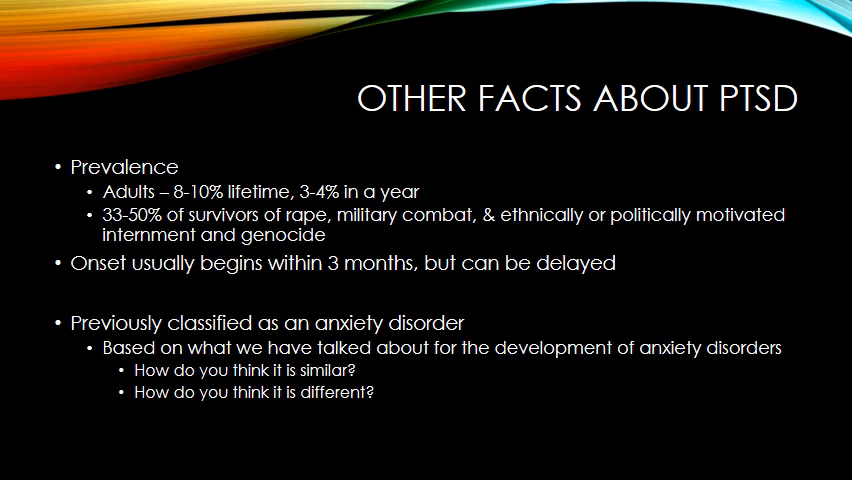 OTHER FACTS ABOUT PTSD
• Prevalence
• Adults – 8-10% lifetime, 3-4% in a year
• 33-50% of survivors of rape, military combat, & ethnically or politically motivated
internment and genocide
• Onset usually begins within 3 months, but can be delayed
• Previously classified as an anxiety disorder
• Based on what we have talked about for the development of anxiety disorders
• How do you think it is similar?
• How do you think it is different?